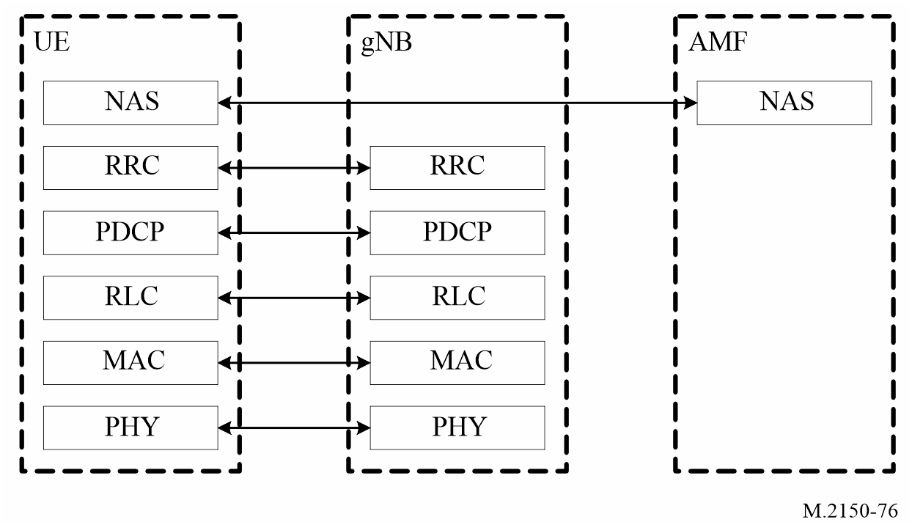 UE gNB AMF
NAS NAS
RRC RRC
PDCP PDCP
RLC RLC
MAC MAC
PHY PHY
M.2150-76